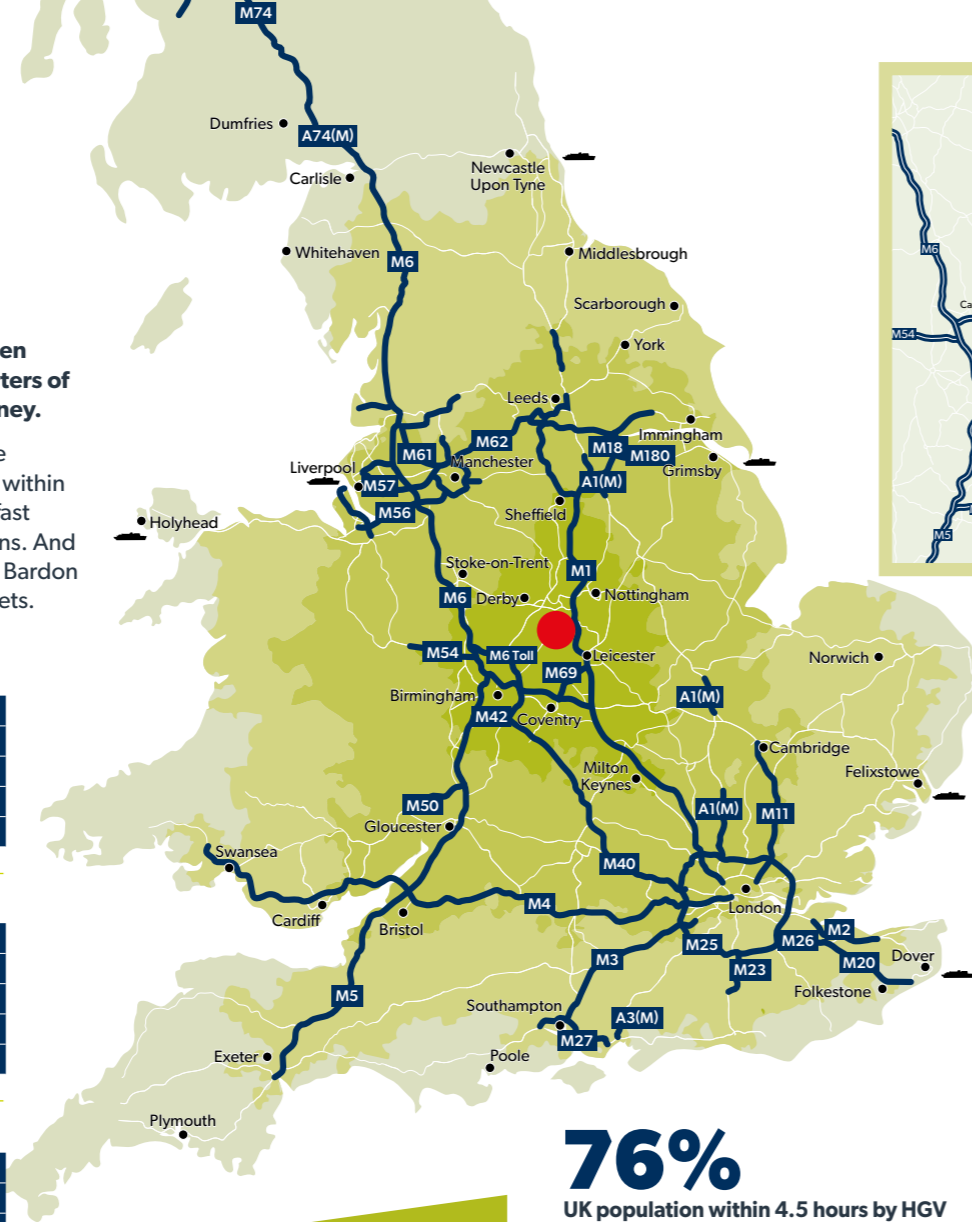 M74
Dumfries
A74(M)
Carlisle
Newcastle
Upon Tyne
Whitehaven
M6
Middlesbrough
Scarborough
York
en
ters of
ney.
e
within
fast
ns. And
Bardon
ets.
Leeds
Immingham
Grimsby
M62
M18
M180
M61
Manchester
Liverpool
M57
A1(M)
M56
Sheffield
Holyhead
Stoke-on-Trent
M1
M6
Derby
Nottingham
M54
M6 Toll
Leicester
M69
Norwich
Birmingham
A1(M)
M42
Coventry
Cambridge
Milton
Keynes
Felixstowe
M50
A1(M)
M11
Gloucester
Swansea
M40
Cardiff
M4
London
Bristol
M25
M26
M2
M3
M23
M20
Dover
Folkestone
M5
Southampton
A3(M)
M27
Exeter
Poole
Plymouth
M6
Ca
M54
M5
76%
UK population within 4.5 hours by HGV